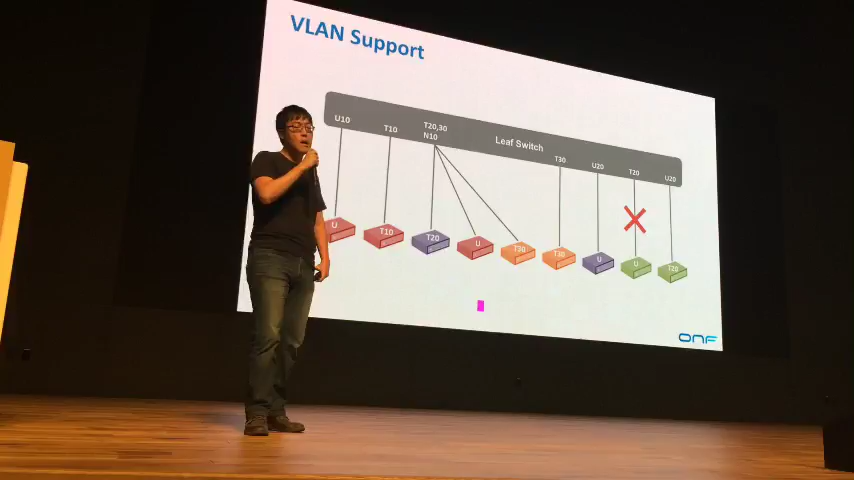 VLAN Support
U10
T10
T20,30
N10
Leaf Switch
T30
U20
T20
U20
U
T10
T20
U
T30
T30
U
U
T20
ONF